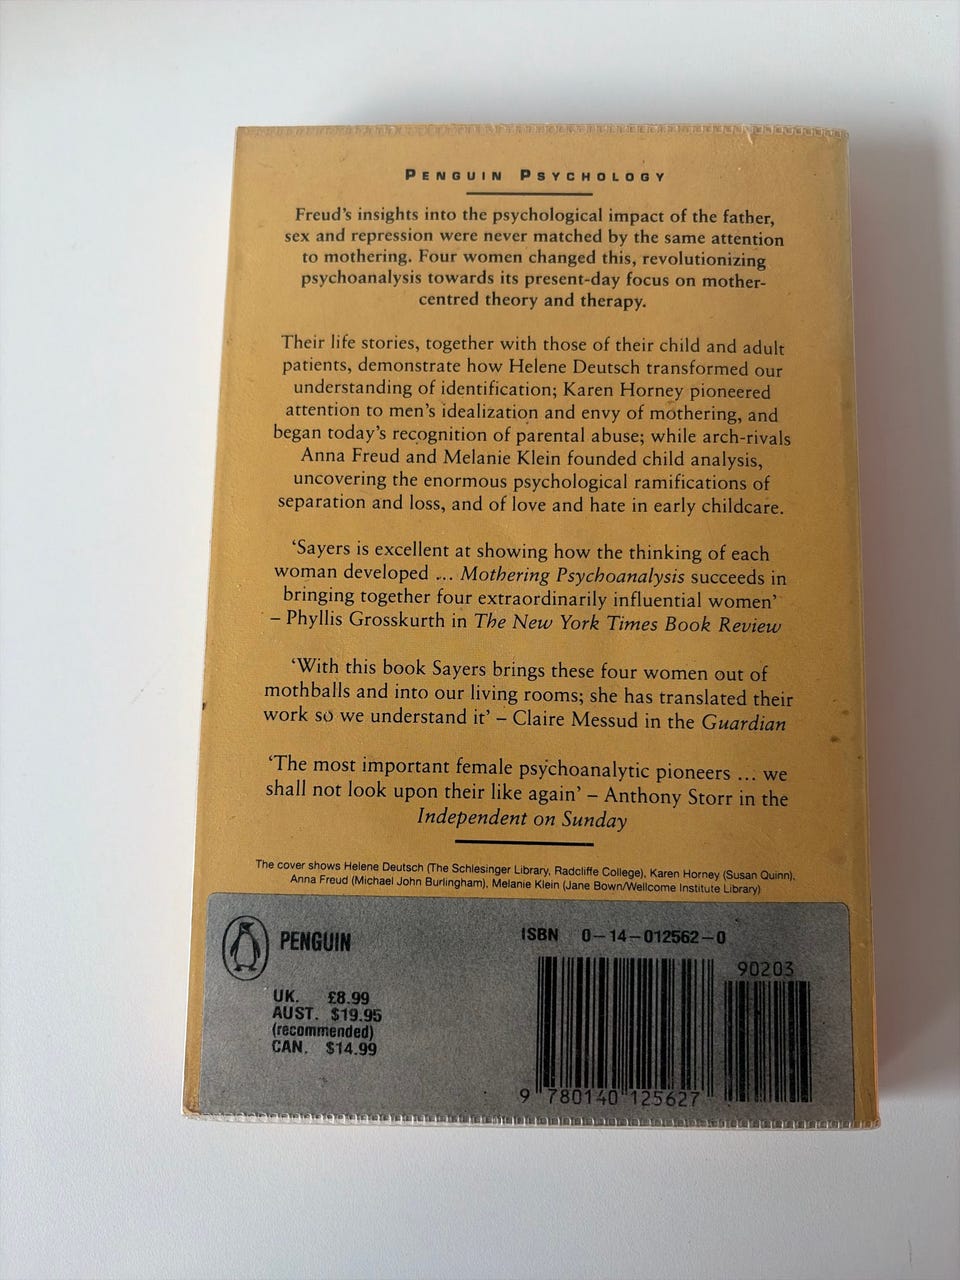 PENGUIN PSYCHOLOGY
Freud's insights into the psychological impact of the father,
sex and repression were never matched by the same attention
to mothering. Four women changed this, revolutionizing
psychoanalysis towards its present-day focus on mother-
centred theory and therapy.
Their life stories, together with those of their child and adult
patients, demonstrate how Helene Deutsch transformed our
understanding of identification; Karen Horney pioneered
attention to men's idealization and envy of mothering, and
began today's recognition of parental abuse; while arch-rivals
Anna Freud and Melanie Klein founded child analysis,
uncovering the enormous psychological ramifications of
separation and loss, and of love and hate in early childcare.
‘Sayers is excellent at showing how the thinking of each
woman developed ... Mothering Psychoanalysis succeeds in
bringing together four extraordinarily influential women’
– Phyllis Grosskurth in The New York Times Book Review
‘With this book Sayers brings these four women out of
mothballs and into our living rooms; she has translated their
work so we understand it’ – Claire Messud in the Guardian
‘The most important female psychoanalytic pioneers ... we
shall not look upon their like again’ – Anthony Storr in the
Independent on Sunday
The cover shows Helene Deutsch (The Schlesinger Library, Radcliffe College), Karen Horney (Susan Quinn),
Anna Freud (Michael John Burlingham), Melanie Klein (Jane Bown/Wellcome Institute Library)
PENGUIN
UK. £8.99
AUST. $19.95
(recommended)
CAN. $14.99
ISBN 0-14-012562-0
90203
9 780140 125627